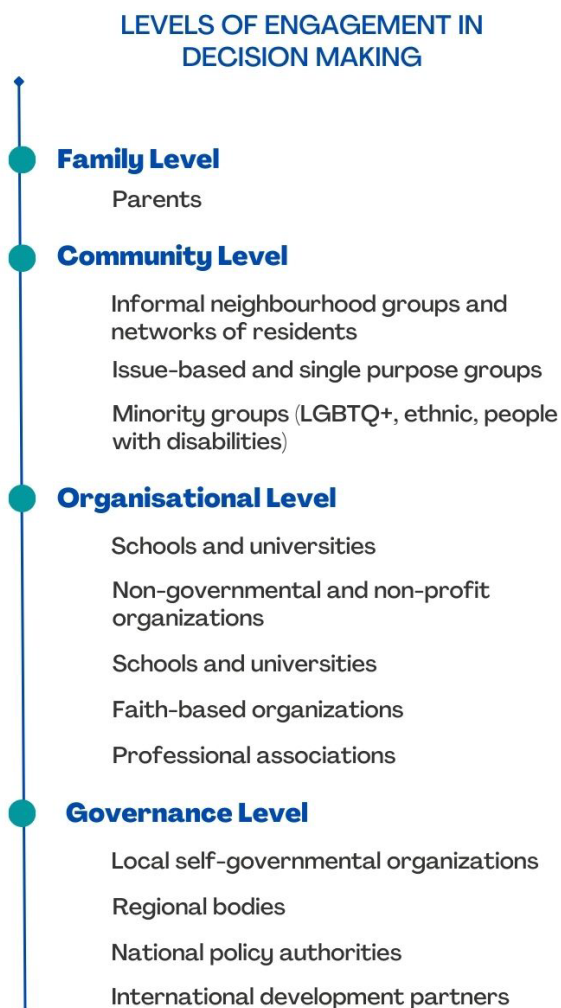 LEVELS OF ENGAGEMENT IN
DECISION MAKING
Family Level
Parents
Community Level
Informal neighbourhood groups and
networks of residents
Issue-based and single purpose groups
Minority groups (LGBTQ+, ethnic, people
with disabilities)
Organisational Level
Schools and universities
Non-governmental and non-profit
organizations
Schools and universities
Faith-based organizations
Professional associations
Governance Level
Local self-governmental organizations
Regional bodies
National policy authorities
International development partners